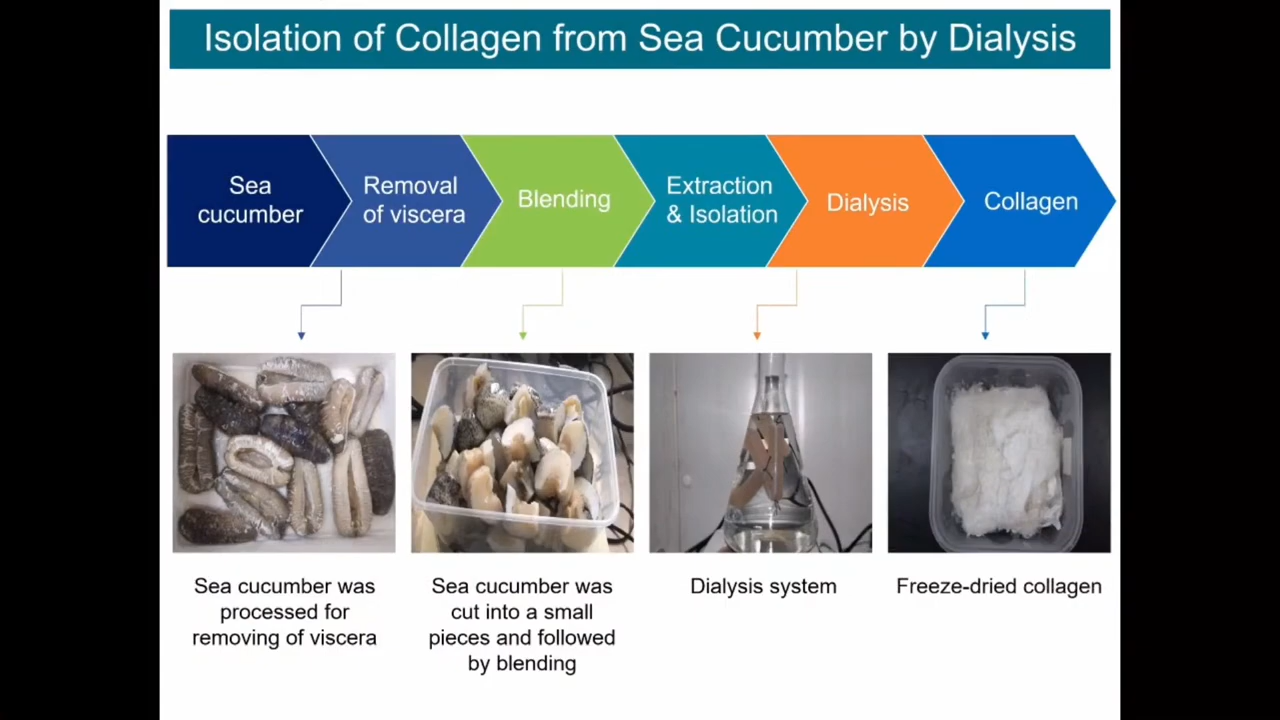 Isolation of Collagen from Sea Cucumber by Dialysis
Sea
cucumber
Removal
of viscera
Blending
Extraction
& Isolation
Dialysis
Collagen
Sea cucumber was
processed for
removing of viscera
Sea cucumber was
cut into a small
pieces and followed
by blending
Dialysis system
Freeze-dried collagen